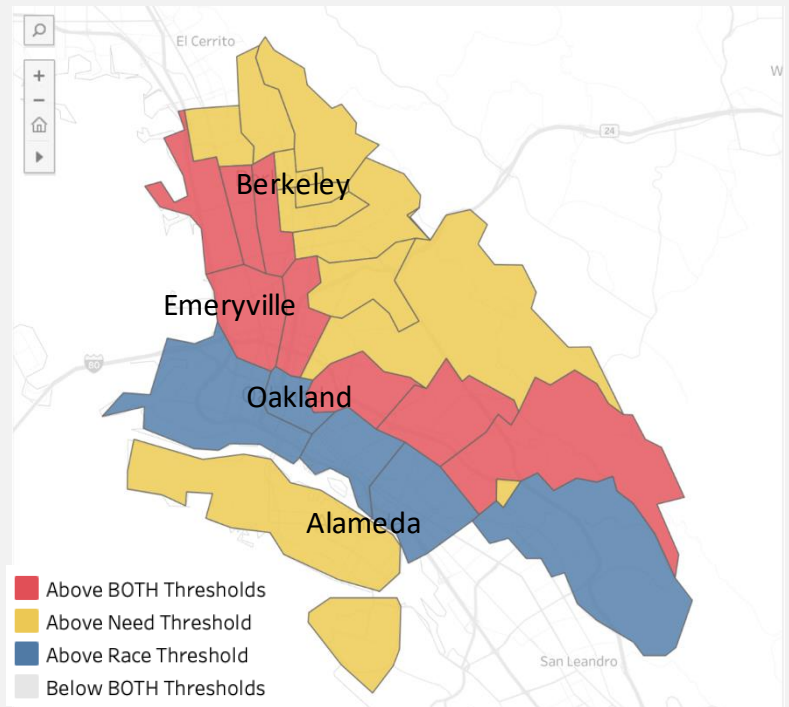 El Cerrito
W
+
−
24
Berkeley
Emeryville
80
Oakland
Alameda
Above BOTH Thresholds
Above Need Threshold
Above Race Threshold
San Leandro
Below BOTH Thresholds